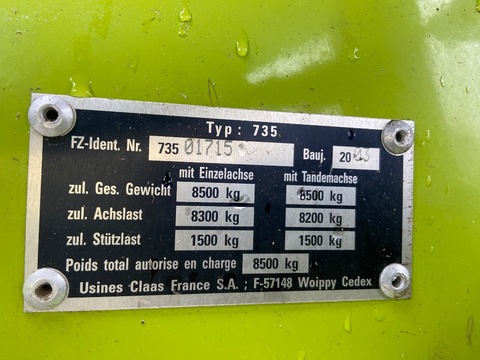 Typ: 735
FZ-Ident. Nr. 735 01715 Bauj. 2003
mit Einzelachse mit Tandemachse
zul. Ges. Gewicht 8500 kg 8500 kg
zul. Achslast 8300 kg 8200 kg
zul. Stützlast 1500 kg 1500 kg
Poids total autorise en charge 8500 kg
Usines Claas France S.A. ; F-57148 Woippy Cedex